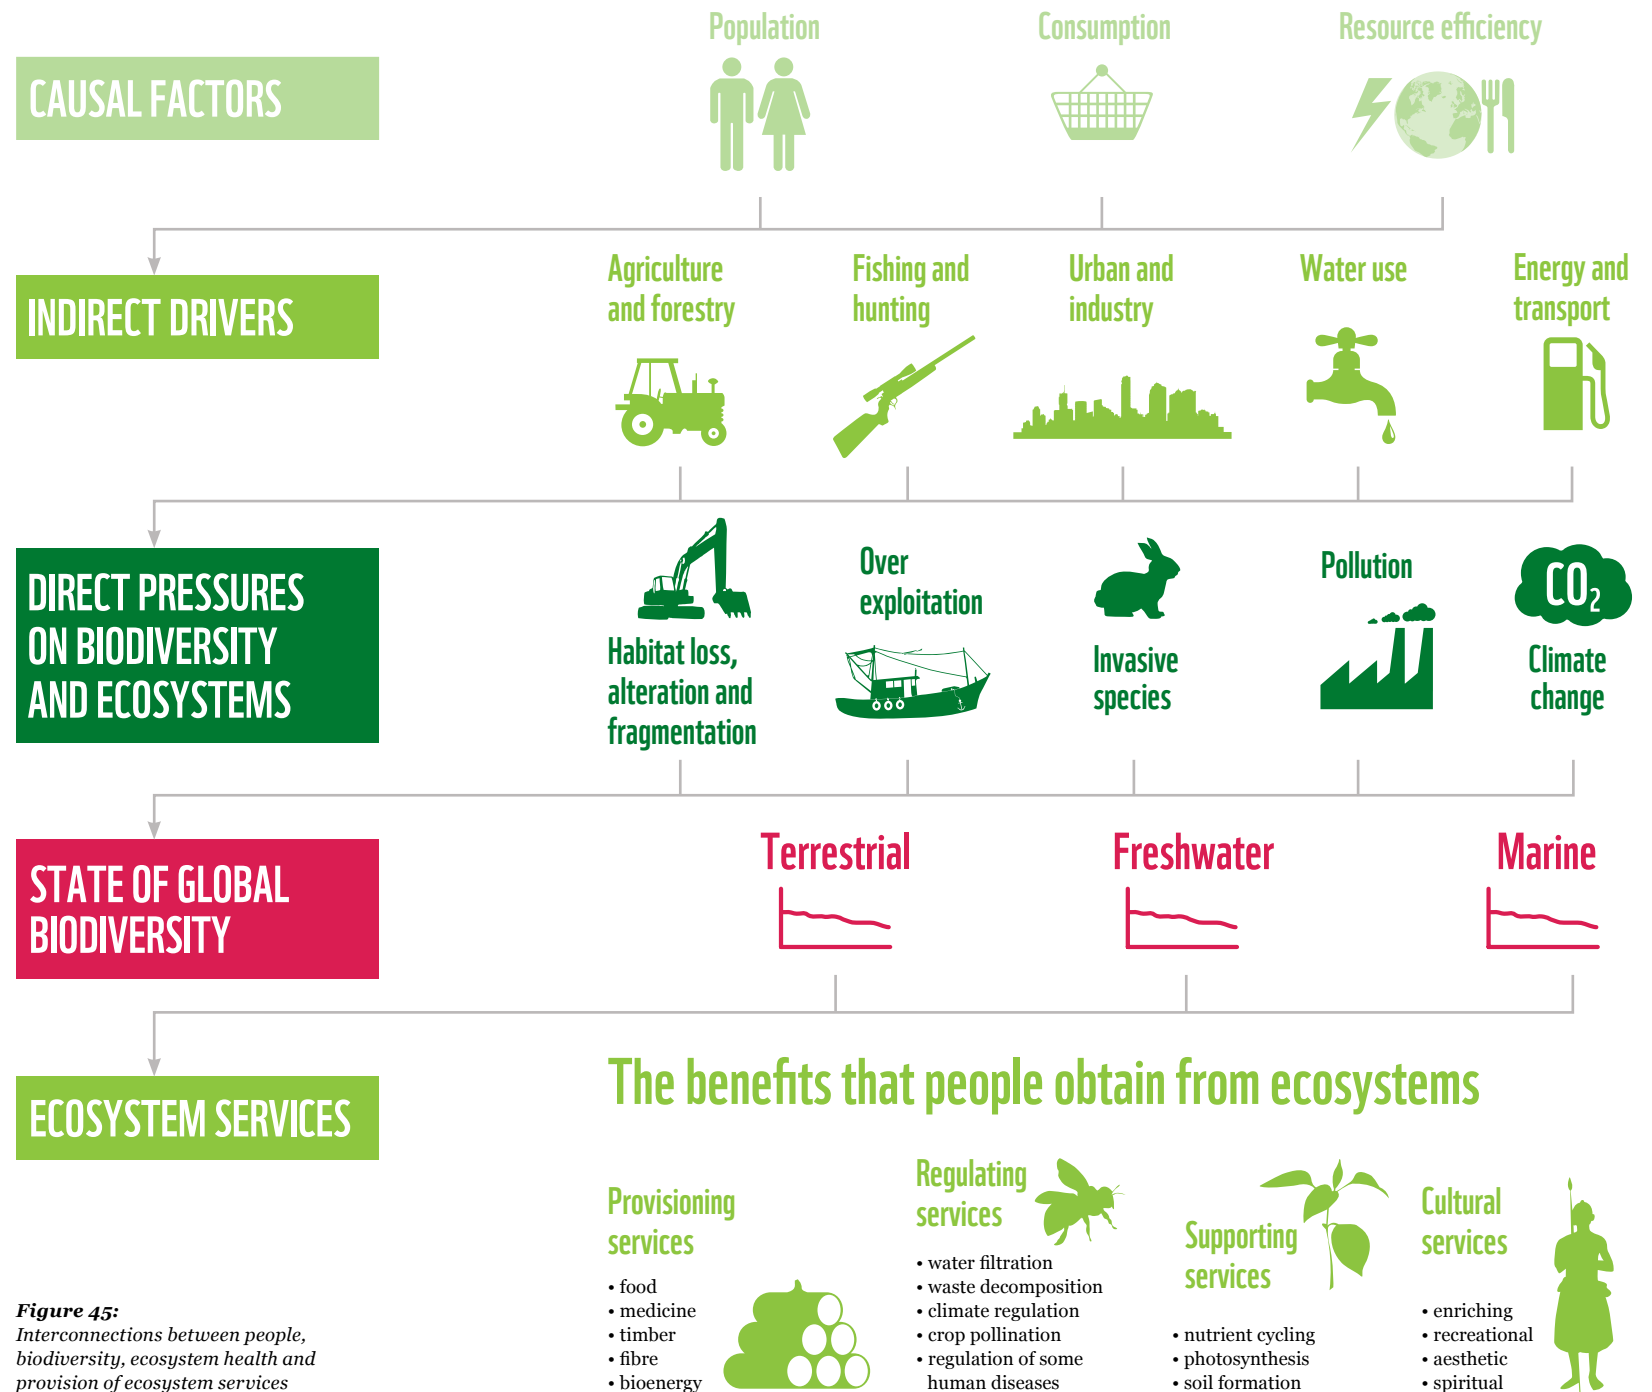 Population
Consumption
Resource efficiency
CAUSAL FACTORS
Agriculture
and forestry
Fishing and
hunting
Urban and
industry
Water use
Energy and
transport
INDIRECT DRIVERS
DIRECT PRESSURES
ON BIODIVERSITY
AND ECOSYSTEMS
Habitat loss,
alteration and
fragmentation
Over
exploitation
Invasive
species
Pollution
CO2
Climate
change
STATE OF GLOBAL
BIODIVERSITY
Terrestrial
Freshwater
Marine
ECOSYSTEM SERVICES
The benefits that people obtain from ecosystems
Provisioning
services
• food
• medicine
• timber
• fibre
• bioenergy
Regulating
services
• water filtration
• waste decomposition
• climate regulation
• crop pollination
• regulation of some
human diseases
Supporting
services
• nutrient cycling
• photosynthesis
• soil formation
Cultural
services
• enriching
• recreational
• aesthetic
• spiritual
Figure 45:
Interconnections between people,
biodiversity, ecosystem health and
provision of ecosystem services